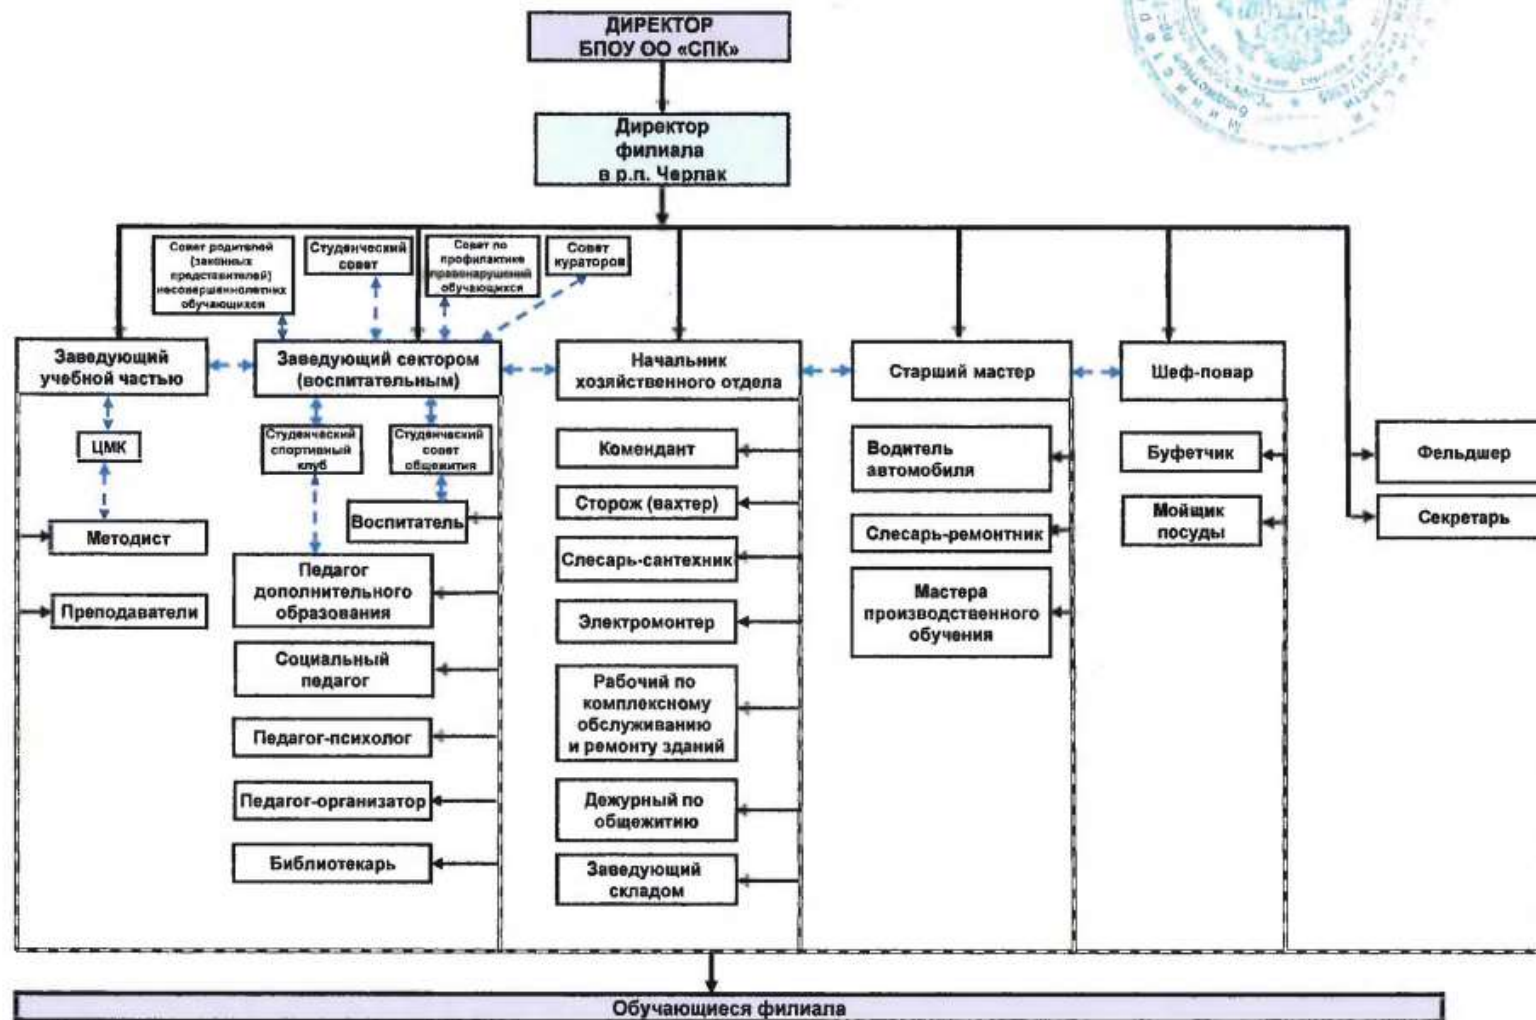 ДИРЕКТОР
БПОУ ОО «СПК»
Директор
филиала
в р.п. Черлак
Совет родителей
(законных
представителей)
несовершеннолетних
обучающихся
Студенческий
совет
Совет по
профилактике
правонарушений
обучающихся
Совет
кураторов
Заведующий
учебной частью
Заведующий сектором
(воспитательным)
Начальник
хозяйственного отдела
Старший мастер
Шеф-повар
ЦМК
Методист
Преподаватели
Студенческий
спортивный
клуб
Студенческий
совет
общежития
Воспитатель
Педагог
дополнительного
образования
Социальный
педагог
Педагог-психолог
Педагог-организатор
Библиотекарь
Комендант
Сторож (вахтер)
Слесарь-сантехник
Электромонтер
Рабочий по
комплексному
обслуживанию
и ремонту зданий
Дежурный по
общежитию
Заведующий
складом
Водитель
автомобиля
Слесарь-ремонтник
Мастера
производственного
обучения
Буфетчик
Мойщик
посуды
Фельдшер
Секретарь
Обучающиеся филиала